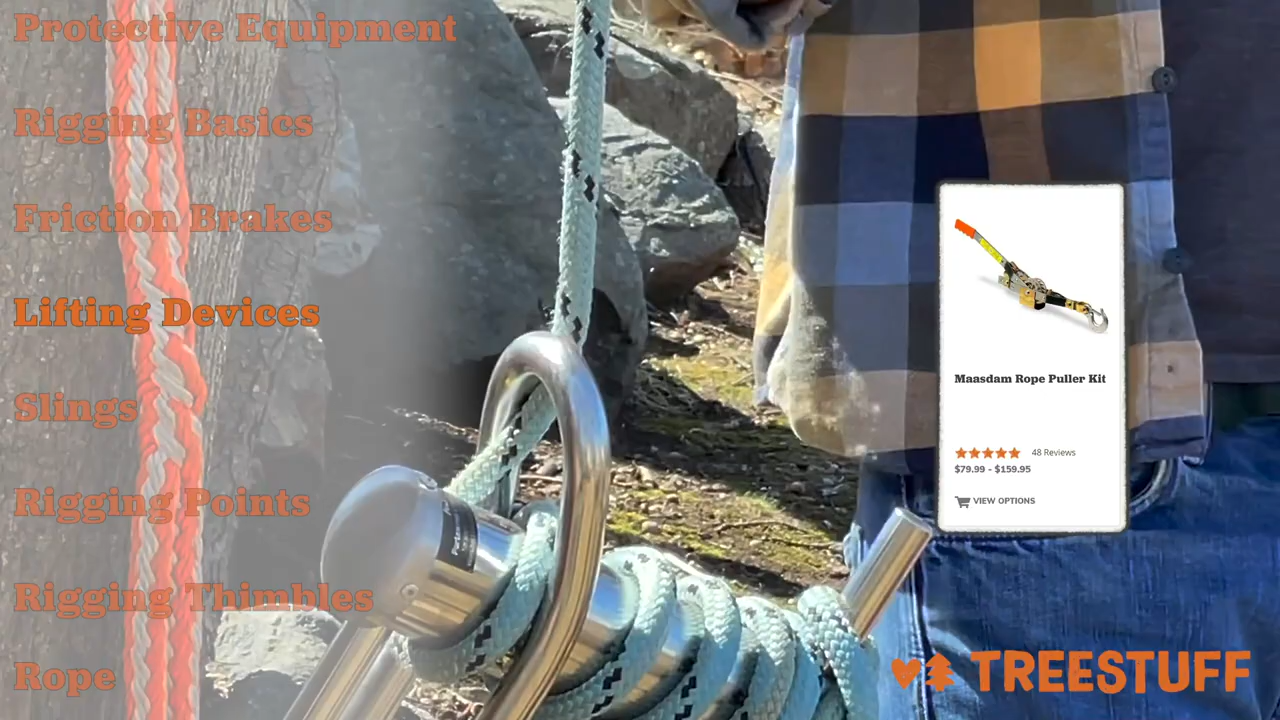 Protective Equipment
Rigging Basics
Friction Brakes
Lifting Devices
Slings
Rigging Points
Rigging Thimbles
Rope
Maasdam Rope Puller Kit
48 Reviews
$79.99 - $159.95
VIEW OPTIONS
TREESTUFF